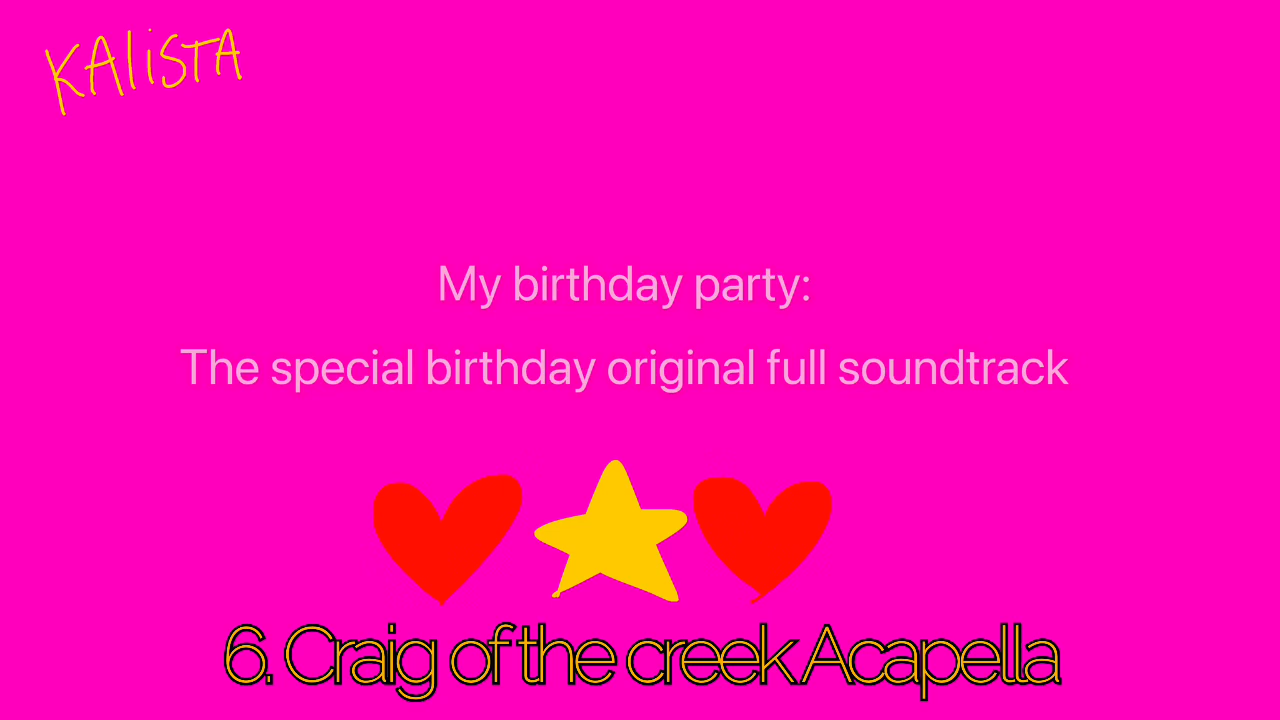 KALiSTA
My birthday party:
The special birthday original full soundtrack
6. Craig of the creek Acapella